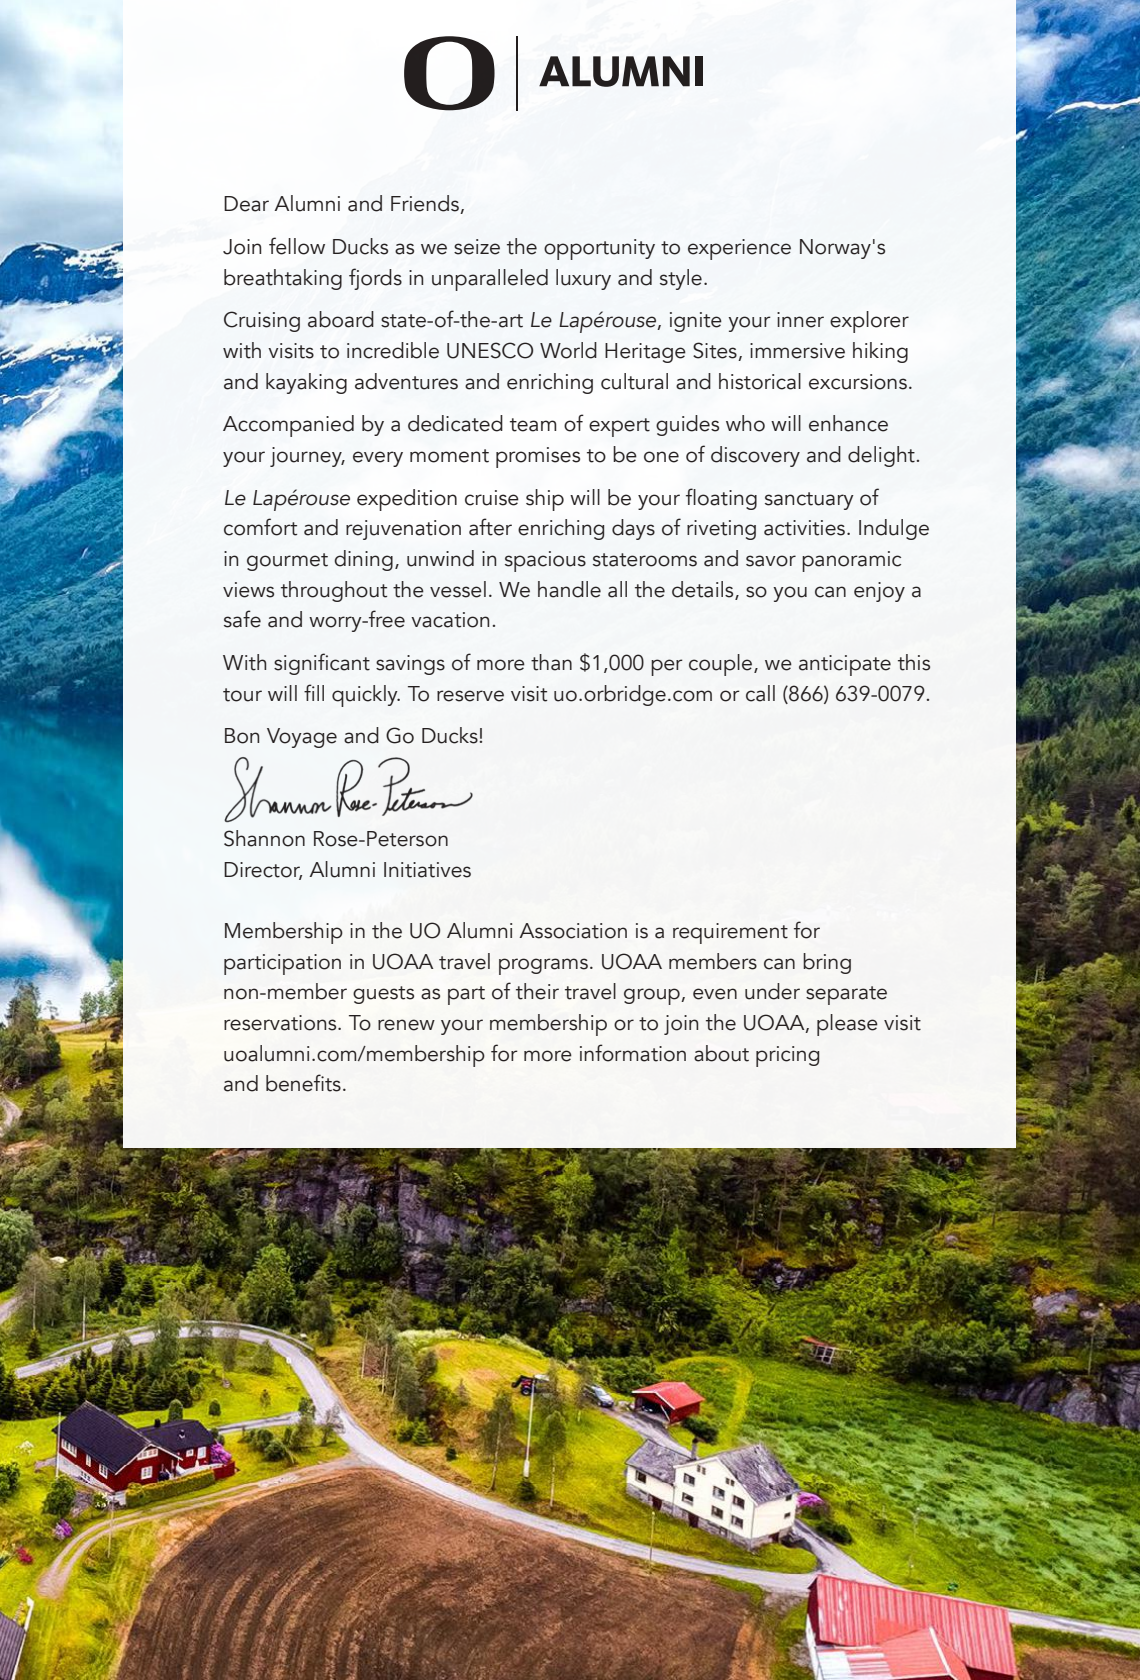 O | ALUMNI
Dear Alumni and Friends,
Join fellow Ducks as we seize the opportunity to experience Norway's
breathtaking fjords in unparalleled luxury and style.
Cruising aboard state-of-the-art Le Lapérouse, ignite your inner explorer
with visits to incredible UNESCO World Heritage Sites, immersive hiking
and kayaking adventures and enriching cultural and historical excursions.
Accompanied by a dedicated team of expert guides who will enhance
your journey, every moment promises to be one of discovery and delight.
Le Lapérouse expedition cruise ship will be your floating sanctuary of
comfort and rejuvenation after enriching days of riveting activities. Indulge
in gourmet dining, unwind in spacious staterooms and savor panoramic
views throughout the vessel. We handle all the details, so you can enjoy a
safe and worry-free vacation.
With significant savings of more than $1,000 per couple, we anticipate this
tour will fill quickly. To reserve visit uo.orbridge.com or call (866) 639-0079.
Bon Voyage and Go Ducks!
Shannon Rose-Peterson
Shannon Rose-Peterson
Director, Alumni Initiatives
Membership in the UO Alumni Association is a requirement for
participation in UOAA travel programs. UOAA members can bring
non-member guests as part of their travel group, even under separate
reservations. To renew your membership or to join the UOAA, please visit
uoalumni.com/membership for more information about pricing
and benefits.